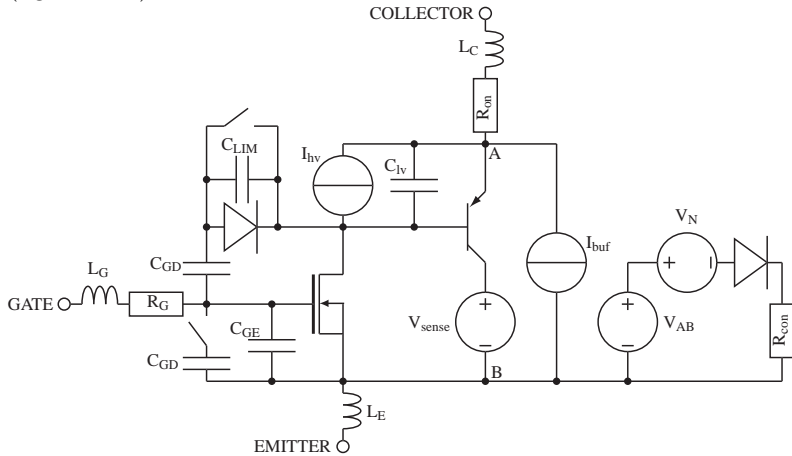 COLLECTOR
L_C
R_on
A
C_LIM
I_hv
C_lv
I_buf
V_N
+
L_G
C_GD
GATE
R_G
+
+
V_sense
V_AB
R_con
C_GE
C_GD
B
L_E
EMITTER